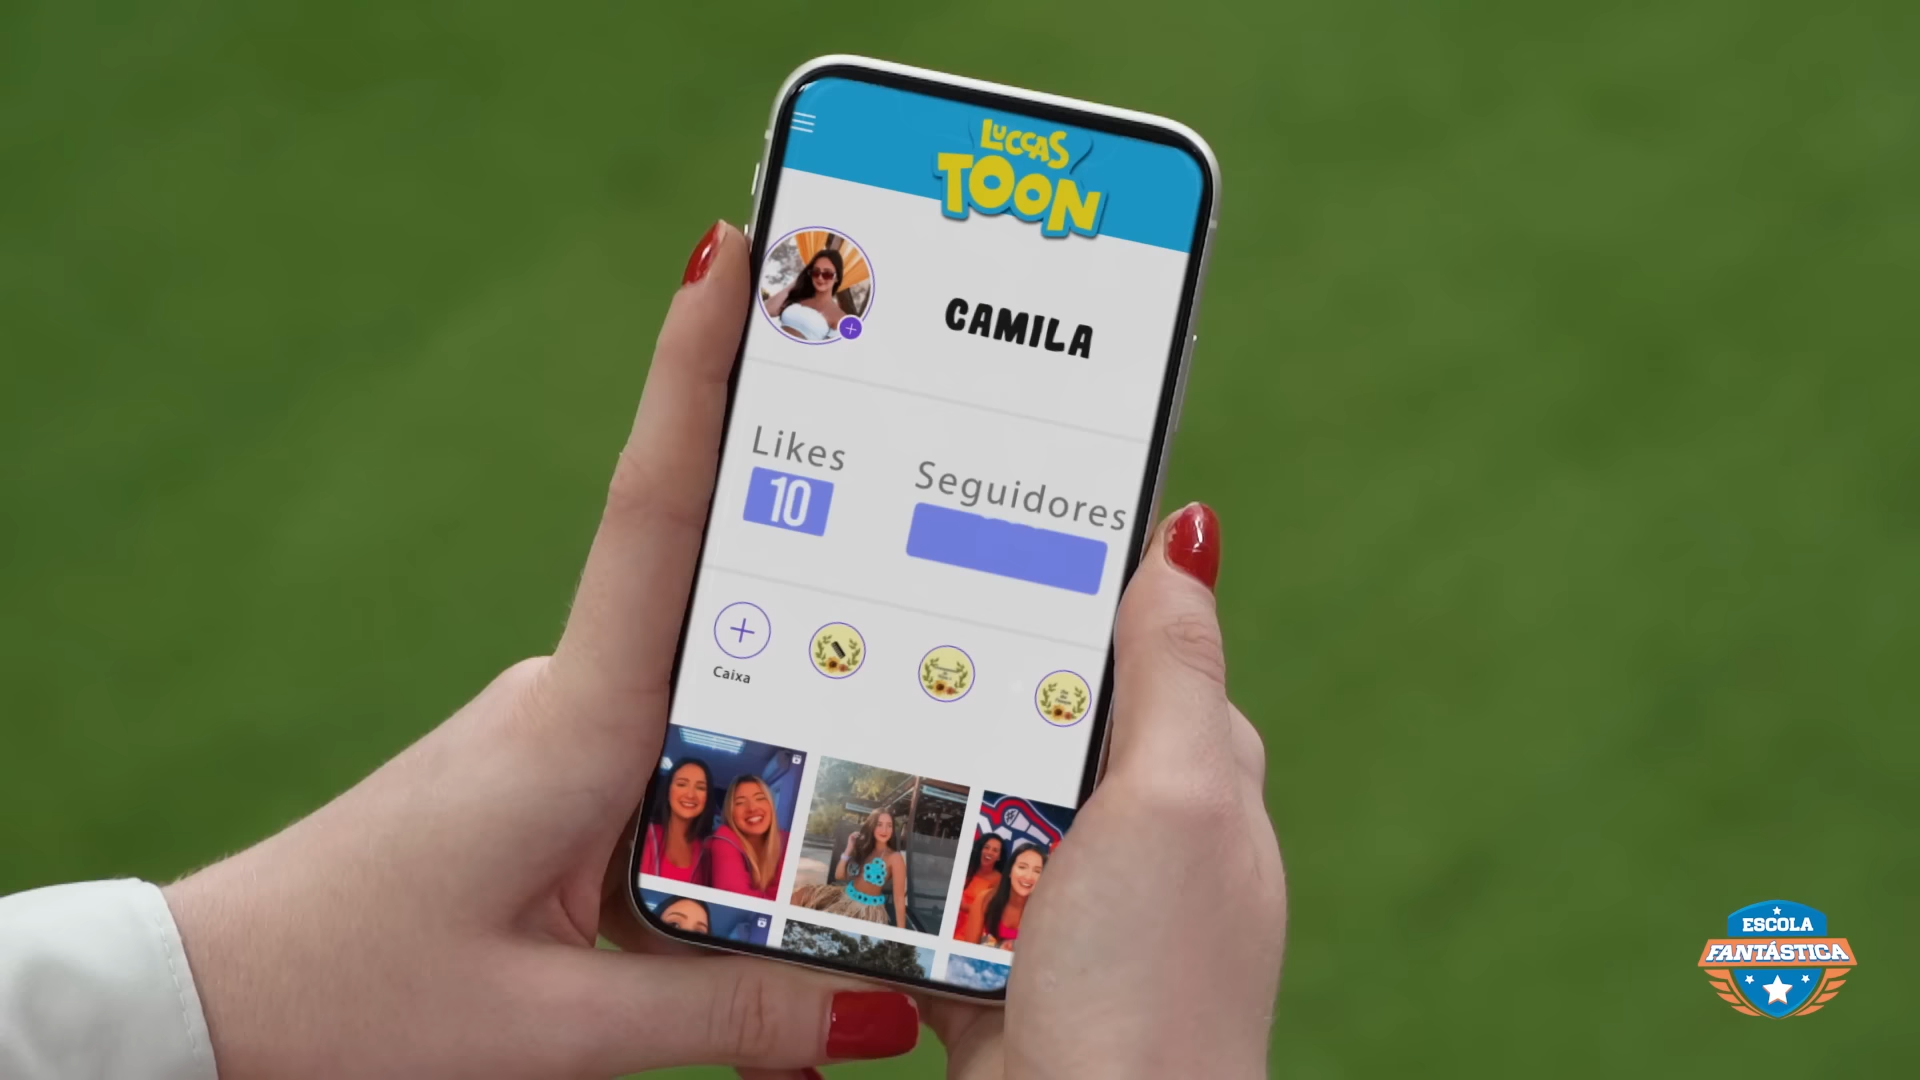 LUCCAS
TOON
CAMILA
Likes
10
Seguidores
Caixa
ESCOLA
FANTÁSTICA